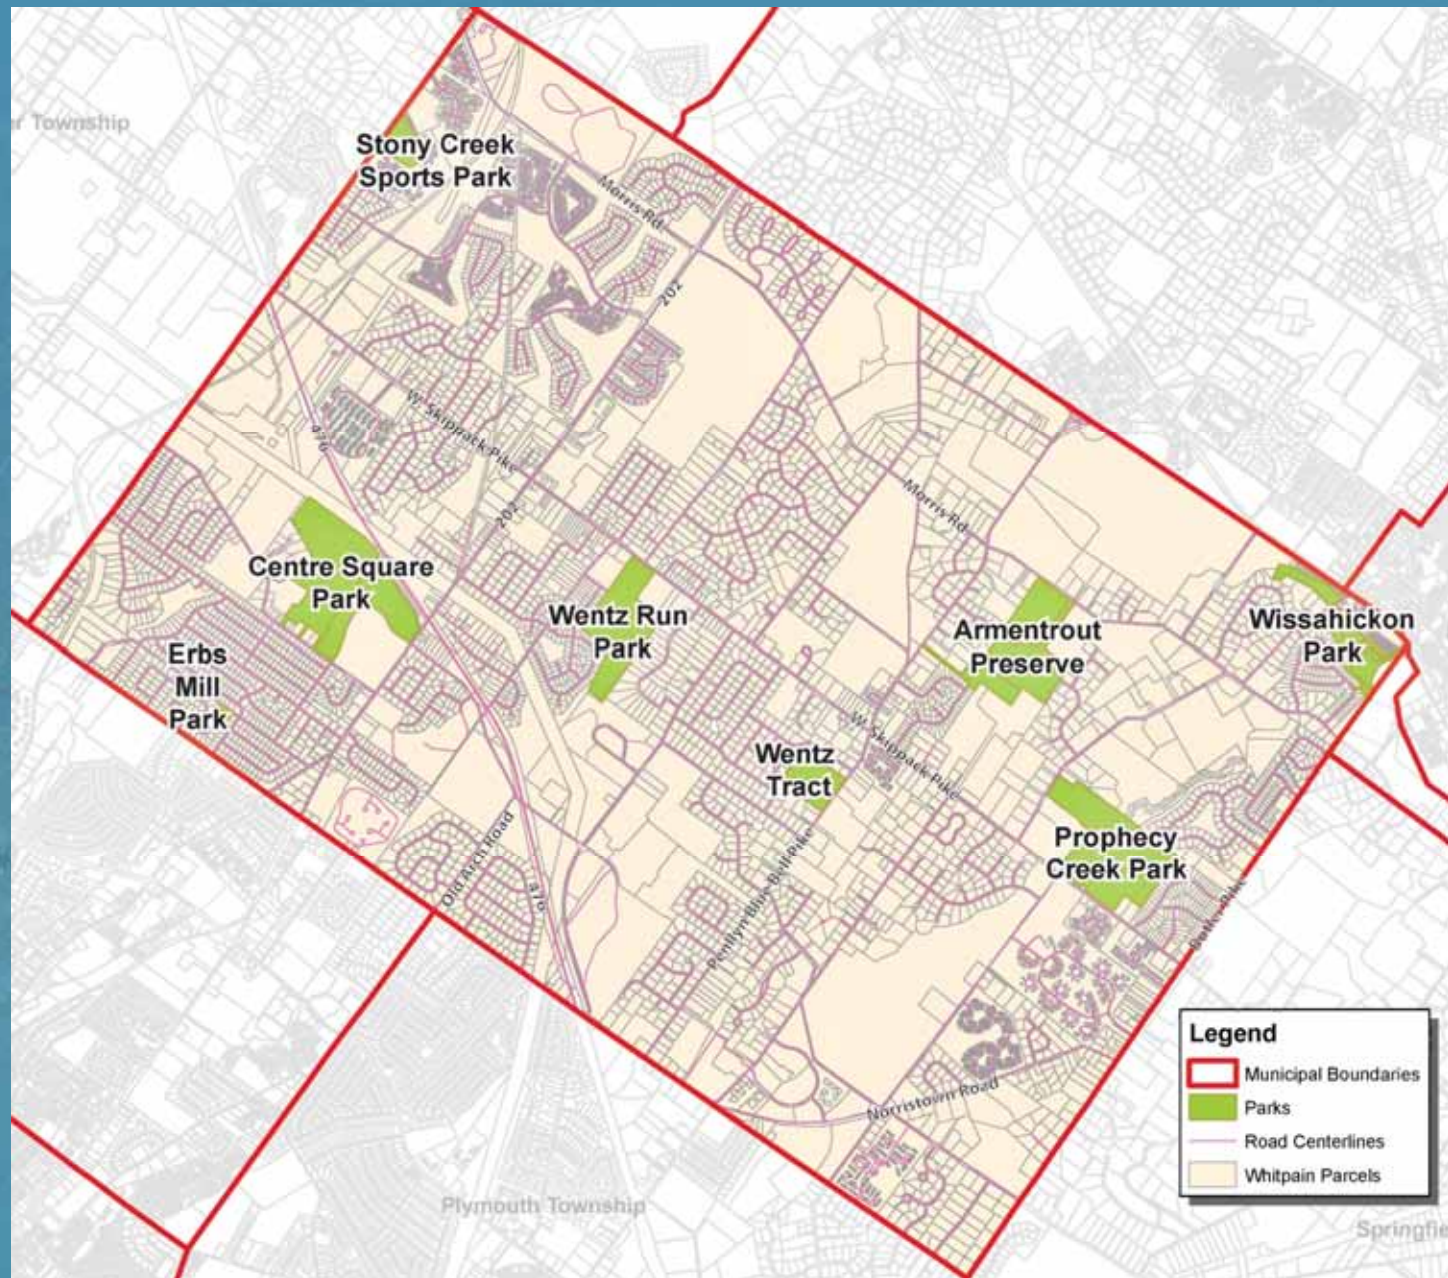 Township
Stony Creek
Sports Park
Morris Rd
202
W. Skippack Pike
476
202
Morris Rd
Centre Square
Park
Wentz Run
Park
Armentrout
Preserve
Wissahickon
Park
Erbs
Mill
Park
W. Skippack Pike
Wentz
Tract
Prophecy
Creek Park
Old Arch Road
476
Penllyn Blue Bell Pike
Butler Pike
Norristown Road
Plymouth Township
Legend
Municipal Boundaries
Parks
Road Centerlines
Whitpain Parcels
Springfie